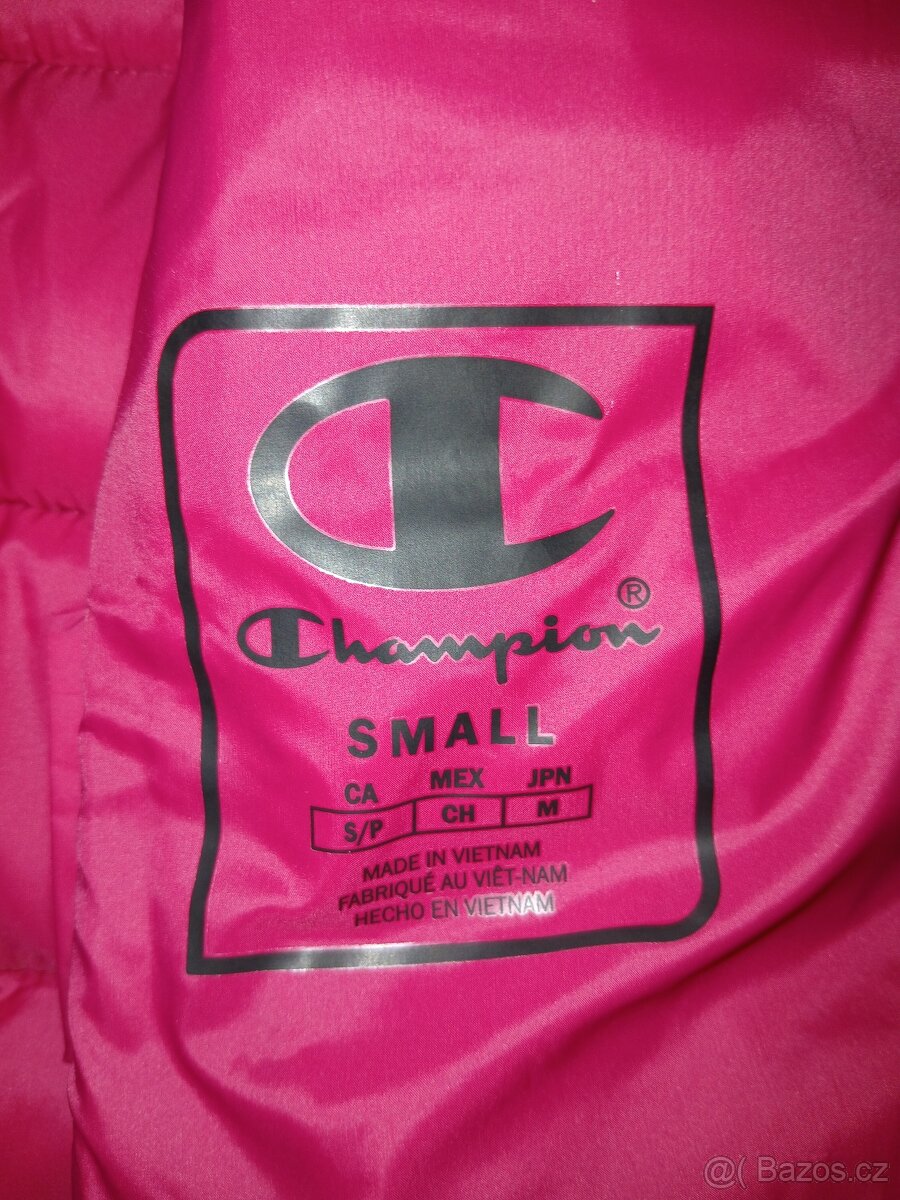 Champion®
SMALL
CA MEX JPN
S/P CH M
MADE IN VIETNAM
FABRIQUÉ AU VIÊT-NAM
HECHO EN VIETNAM
@( Bazos.cz